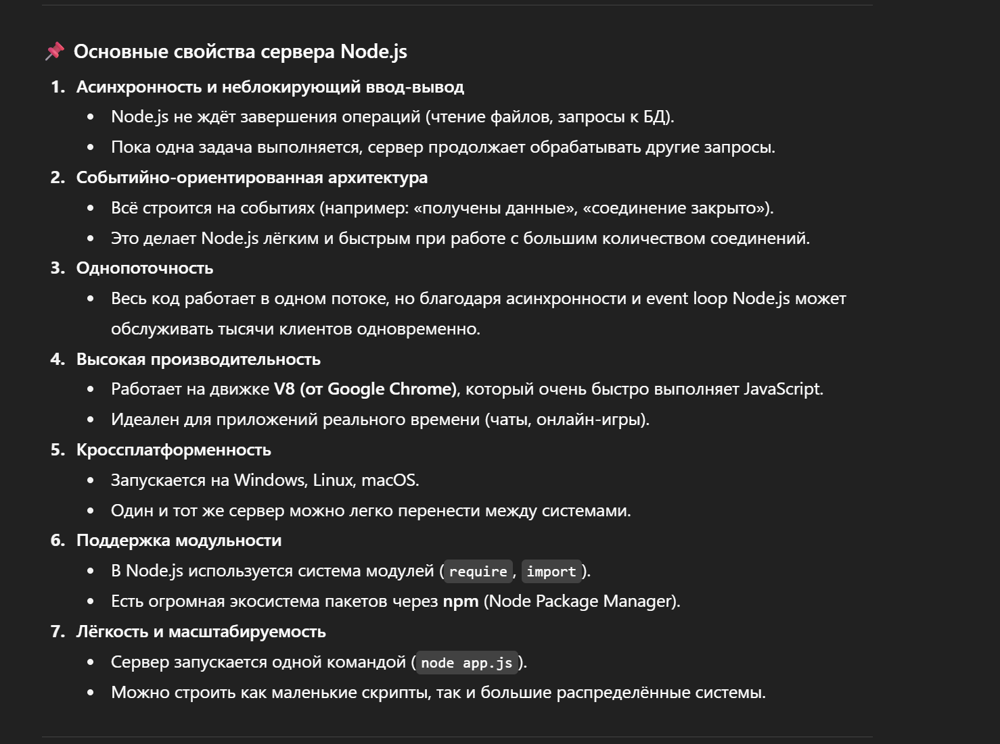 📌 Основные свойства сервера Node.js
1. Асинхронность и неблокирующий ввод-вывод
• Node.js не ждёт завершения операций (чтение файлов, запросы к БД).
• Пока одна задача выполняется, сервер продолжает обрабатывать другие запросы.
2. Событийно-ориентированная архитектура
• Всё строится на событиях (например: «получены данные», «соединение закрыто»).
• Это делает Node.js лёгким и быстрым при работе с большим количеством соединений.
3. Однопоточность
• Весь код работает в одном потоке, но благодаря асинхронности и event loop Node.js может
обслуживать тысячи клиентов одновременно.
4. Высокая производительность
• Работает на движке V8 (от Google Chrome), который очень быстро выполняет JavaScript.
• Идеален для приложений реального времени (чаты, онлайн-игры).
5. Кроссплатформенность
• Запускается на Windows, Linux, macOS.
• Один и тот же сервер можно легко перенести между системами.
6. Поддержка модульности
• В Node.js используется система модулей (require, import).
• Есть огромная экосистема пакетов через npm (Node Package Manager).
7. Лёгкость и масштабируемость
• Сервер запускается одной командой (node app.js).
• Можно строить как маленькие скрипты, так и большие распределённые системы.